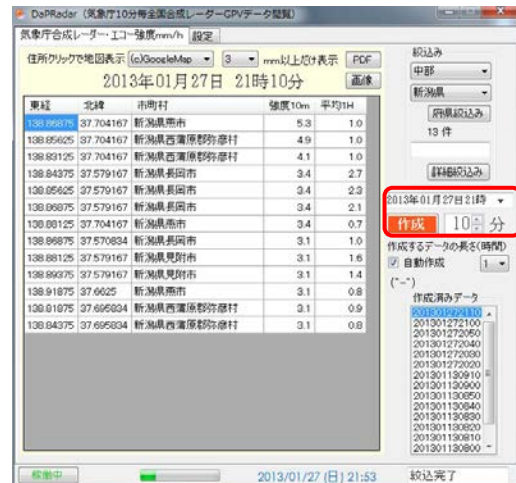 DaPRadar (気象庁10分毎全国合成レーダーGPVデータ閲覧)
気象庁合成レーダー・エコー強度mm/h 設定
住所クリックで地図表示 (c)GoogleMap 3 mm以上だけ表示 PDF
2013年01月27日 21時10分 画像
東経 北緯 市町村 強度10m 平均1H
138.86875 37.704167 新潟県燕市 5.3 1.0
138.85625 37.704167 新潟県西蒲原郡弥彦村 4.9 1.0
138.83125 37.704167 新潟県西蒲原郡弥彦村 4.1 1.0
138.84375 37.579167 新潟県長岡市 3.4 2.7
138.85625 37.579167 新潟県長岡市 3.4 2.3
138.86875 37.579167 新潟県長岡市 3.4 2.1
138.88125 37.704167 新潟県燕市 3.4 0.7
138.86875 37.570834 新潟県長岡市 3.1 1.0
138.88125 37.579167 新潟県見附市 3.1 1.6
138.89375 37.579167 新潟県見附市 3.1 1.4
138.91875 37.6625 新潟県燕市 3.1 0.8
138.81875 37.695834 新潟県西蒲原郡弥彦村 3.1 0.9
138.84375 37.695834 新潟県西蒲原郡弥彦村 3.1 0.8
絞込み
中部
新潟県
府県絞込み
13 件
詳細絞込み
2013年01月27日21時
作成 10 分
作成するデータの長さ(時間)
自動作成 1
(^-^)
作成済みデータ
201301272110
201301272100
201301272050
201301272040
201301272030
201301272020
201301130910
201301130900
201301130850
201301130840
201301130830
201301130820
201301130810
201301130800
稼働中 2013/01/27 (日) 21:53 絞込完了